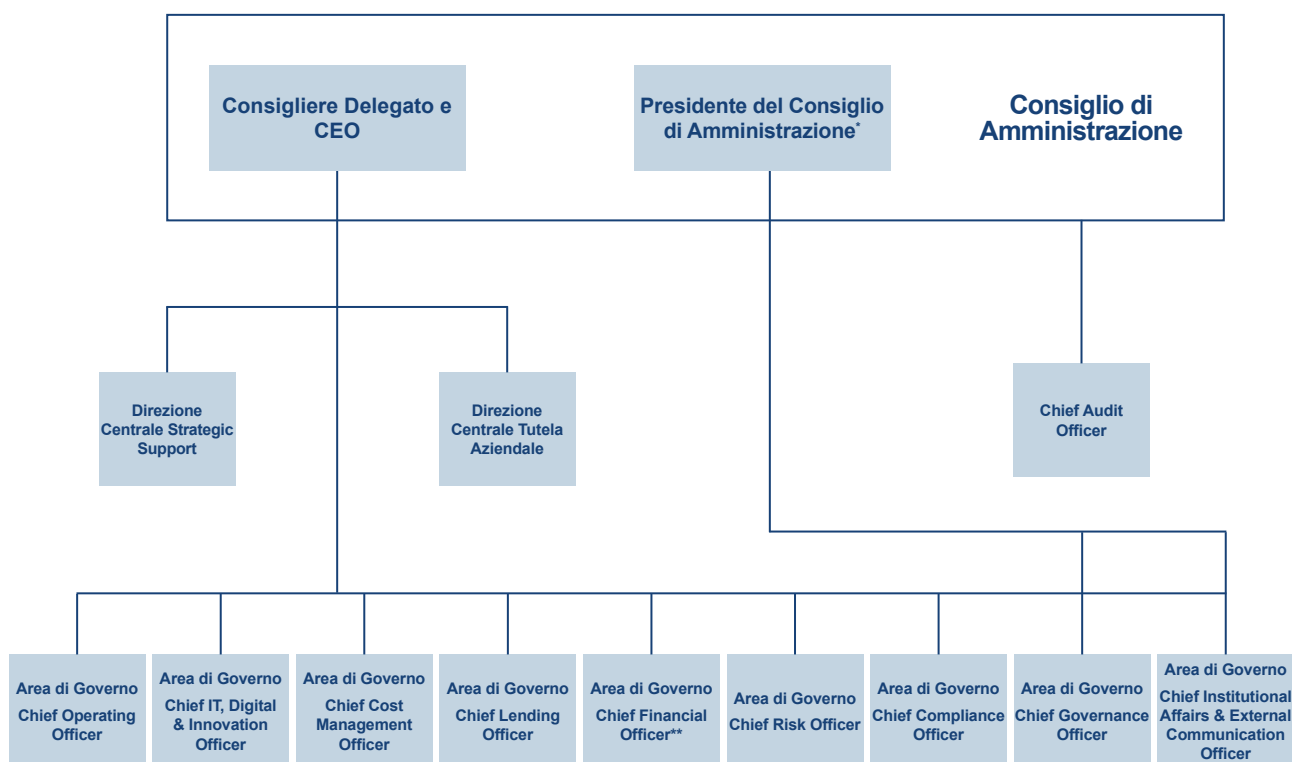 Consigliere Delegato e
CEO
Presidente del Consiglio
di Amministrazione*
Consiglio di
Amministrazione
Direzione
Centrale Strategic
Support
Direzione
Centrale Tutela
Aziendale
Chief Audit
Officer
Area di Governo
Chief Operating
Officer
Area di Governo
Chief IT, Digital
& Innovation
Officer
Area di Governo
Chief Cost
Management
Officer
Area di Governo
Chief Lending
Officer
Area di Governo
Chief Financial
Officer**
Area di Governo
Chief Risk Officer
Area di Governo
Chief Compliance
Officer
Area di Governo
Chief Governance
Officer
Area di Governo
Chief Institutional
Affairs & External
Communication
Officer